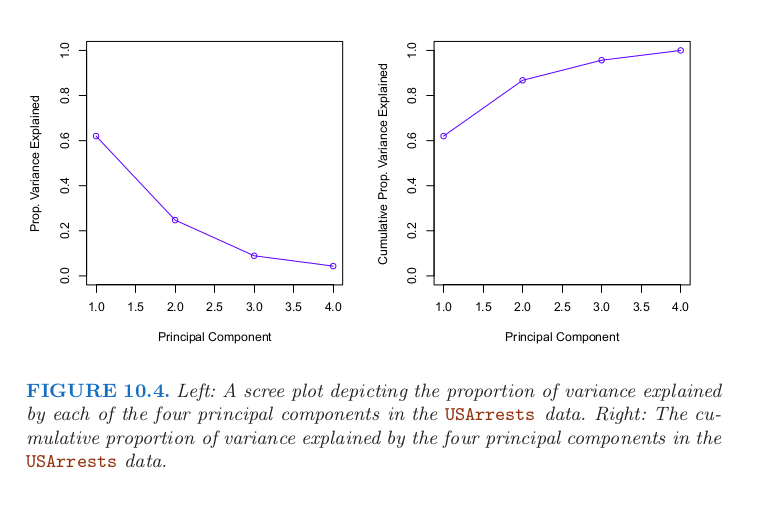 Prop. Variance Explained
1.0
0.8
0.6
0.4
0.2
0.0
1.0 1.5 2.0 2.5 3.0 3.5 4.0
Principal Component
Cumulative Prop. Variance Explained
1.0
0.8
0.6
0.4
0.2
0.0
1.0 1.5 2.0 2.5 3.0 3.5 4.0
Principal Component
FIGURE 10.4. Left: A scree plot depicting the proportion of variance explained
by each of the four principal components in the USArrests data. Right: The cu-
mulative proportion of variance explained by the four principal components in the
USArrests data.